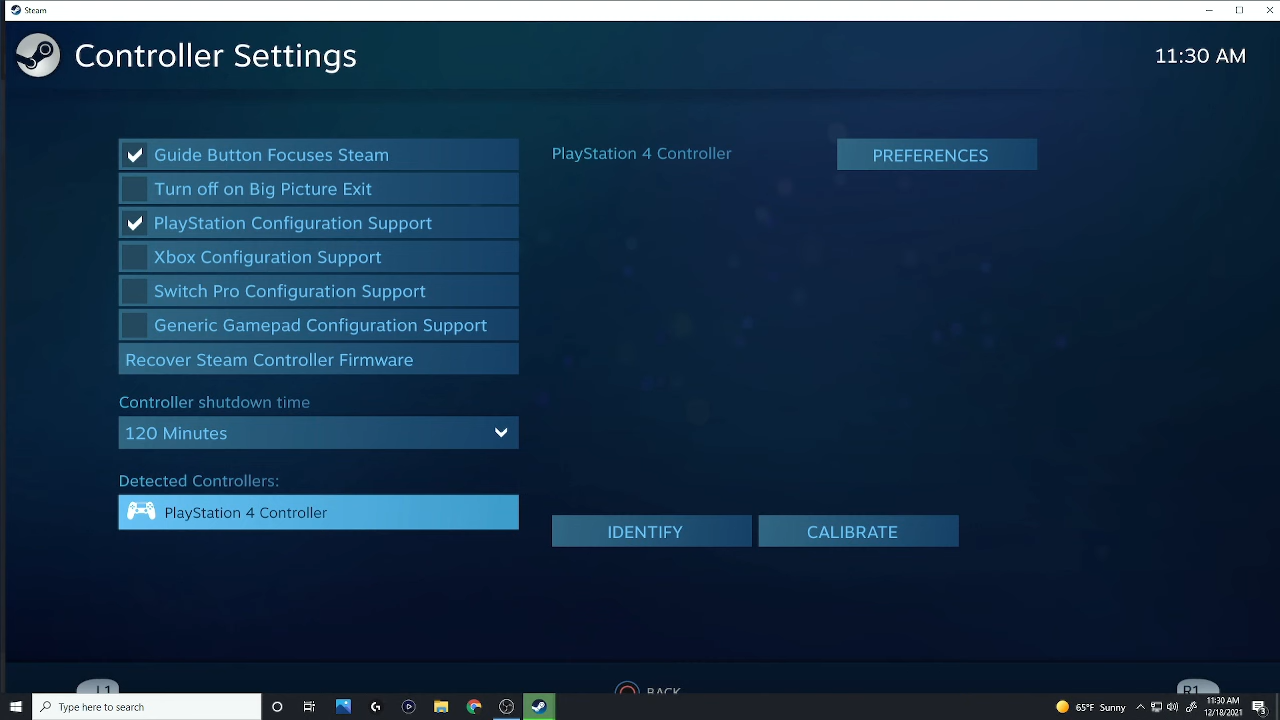 Steam
Controller Settings
11:30 AM
Guide Button Focuses Steam
Turn off on Big Picture Exit
PlayStation Configuration Support
Xbox Configuration Support
Switch Pro Configuration Support
Generic Gamepad Configuration Support
Recover Steam Controller Firmware
Controller shutdown time
120 Minutes
Detected Controllers:
PlayStation 4 Controller
PlayStation 4 Controller
PREFERENCES
IDENTIFY
CALIBRATE
L1
BACK
R1
Type here to search
65°F Sunny
11:30 AM
12/18/2021